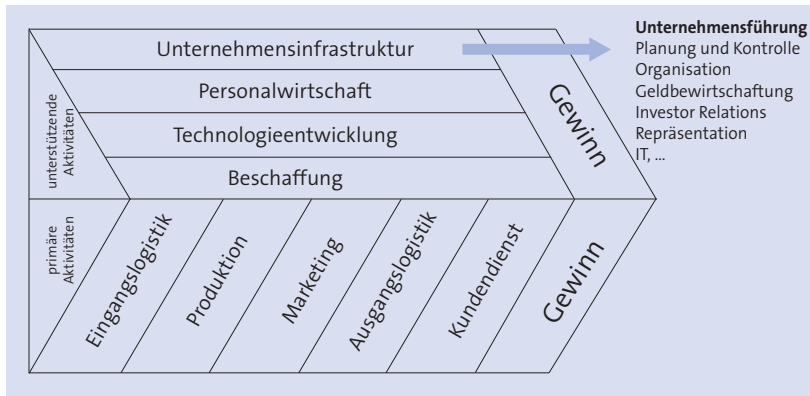 Unternehmensführung
Planung und Kontrolle
Organisation
Geldbewirtschaftung
Investor Relations
Repräsentation
IT, ...
Unternehmensinfrastruktur
Personalwirtschaft
Technologieentwicklung
Beschaffung
Gewinn
unterstützende
Aktivitäten
primäre
Aktivitäten
Eingangslogistik
Produktion
Marketing
Ausgangslogistik
Kundendienst
Gewinn